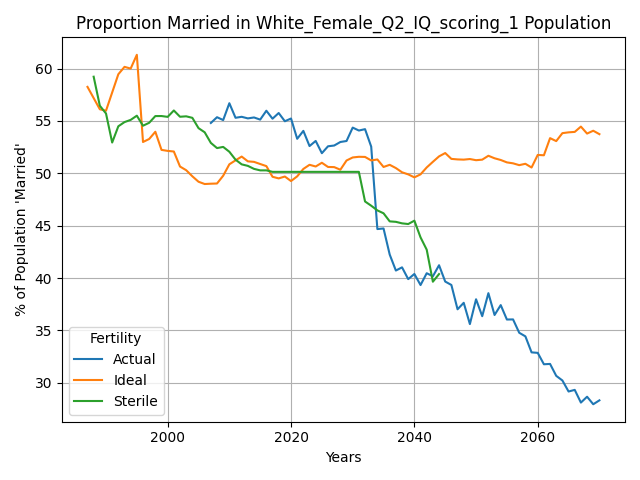 Proportion Married in White_Female_Q2_IQ_scoring_1 Population
% of Population 'Married'
60
55
50
45
40
35
30
Fertility
Actual
Ideal
Sterile
2000 2020 2040 2060
Years